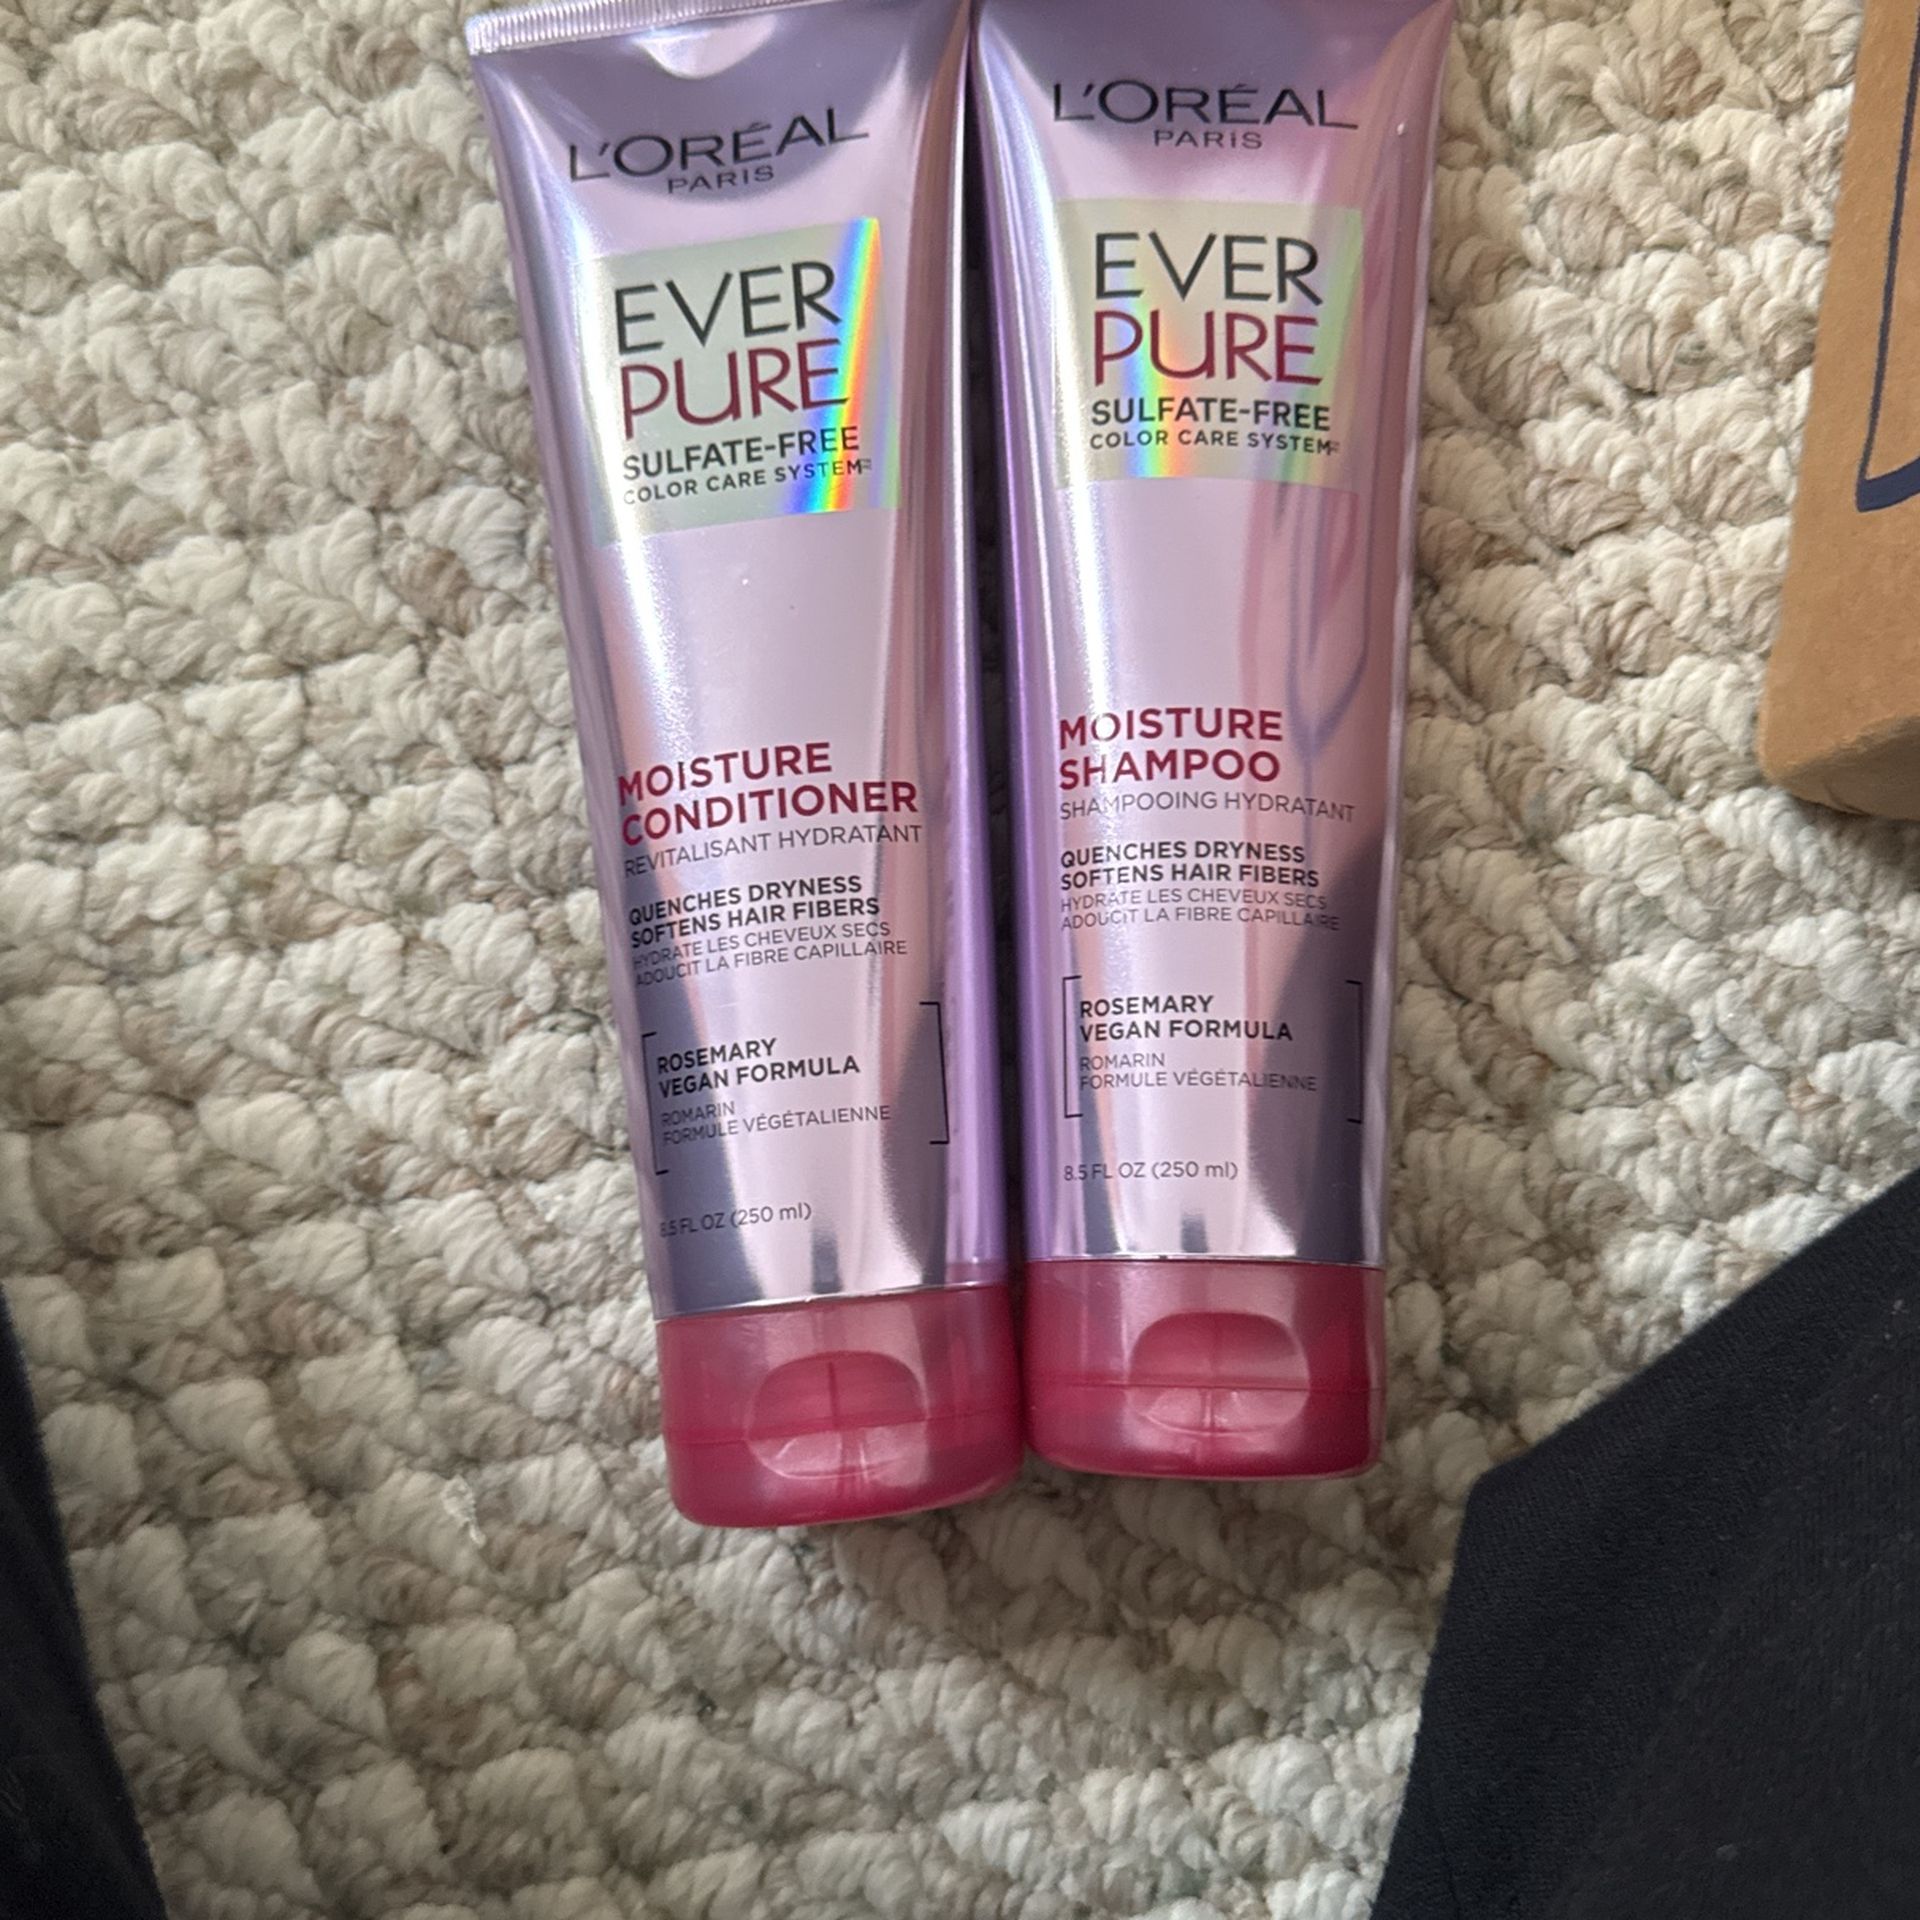 L'ORÉAL
PARIS
EVER
PURE
SULFATE-FREE
COLOR CARE SYSTEM
MOISTURE
CONDITIONER
REVITALISANT HYDRATANT
QUENCHES DRYNESS
SOFTENS HAIR FIBERS
HYDRATE LES CHEVEUX SECS
ADOUCIT LA FIBRE CAPILLAIRE
ROSEMARY
VEGAN FORMULA
ROMARIN
FORMULE VÉGÉTALIENNE
8.5 FL OZ (250 ml)
L'ORÉAL
PARIS
EVER
PURE
SULFATE-FREE
COLOR CARE SYSTEM
MOISTURE
SHAMPOO
SHAMPOOING HYDRATANT
QUENCHES DRYNESS
SOFTENS HAIR FIBERS
HYDRATE LES CHEVEUX SECS
ADOUCIT LA FIBRE CAPILLAIRE
ROSEMARY
VEGAN FORMULA
ROMARIN
FORMULE VÉGÉTALIENNE
8.5 FL OZ (250 ml)